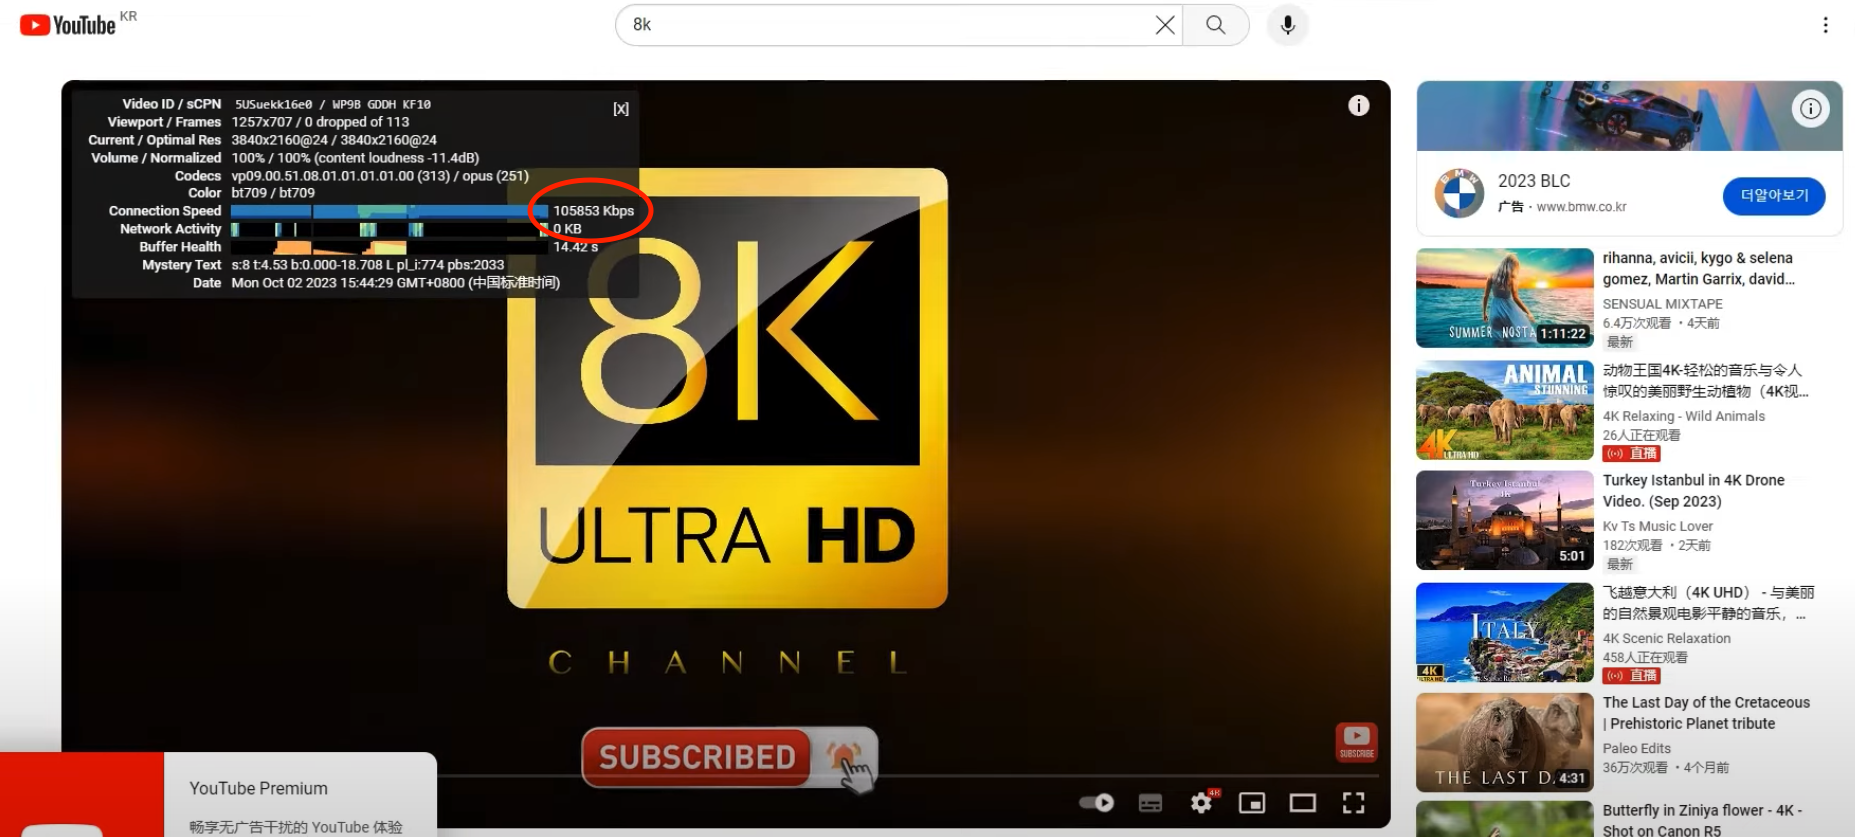 YouTube KR
8k
Video ID / sCPN 5USuekk16e0 / WP9B GDDH KF10
[X]
Viewport / Frames 1257x707 / 0 dropped of 113
Current / Optimal Res 3840x2160@24 / 3840x2160@24
Volume / Normalized 100% / 100% (content loudness -11.4dB)
Codecs vp09.00.51.08.01.01.01.01.00 (313) / opus (251)
Color bt709 / bt709
Connection Speed 105853 Kbps
Network Activity 0 KB
Buffer Health 14.42 s
Mystery Text s:8 t:4.53 b:0.000-18.708 L pl_i:774 pbs:2033
Date Mon Oct 02 2023 15:44:29 GMT+0800 (中国标准时间)
8K
ULTRA HD
CHANNEL
SUBSCRIBED
SUBSCRIBE
4K
YouTube Premium
畅享无广告干扰的 YouTube 体验
BMW
2023 BLC
广告 · www.bmw.co.kr
더알아보기
SUMMER NOSTA
1:11:22
rihanna, avicii, kygo & selena
gomez, Martin Garrix, david...
SENSUAL MIXTAPE
6.4万次观看 · 4天前
最新
ANIMAL
STUNNING
4K
ULTRA HD
动物王国4K-轻松的音乐与令人
惊叹的美丽野生动植物（4K视...
4K Relaxing - Wild Animals
26人正在观看
直播
Turkey Istanbul
5:01
Turkey Istanbul in 4K Drone
Video. (Sep 2023)
Kv Ts Music Lover
182次观看 · 2天前
最新
ITALY
4K
ULTRA HD
飞越意大利（4K UHD） - 与美丽
的自然景观电影平静的音乐，...
4K Scenic Relaxation
458人正在观看
直播
THE LAST DA
4:31
The Last Day of the Cretaceous
| Prehistoric Planet tribute
Paleo Edits
36万次观看 · 4个月前
Butterfly in Ziniya flower - 4K -
Shot on Canon R5